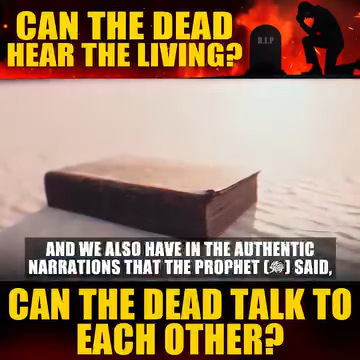 CAN THE DEAD
HEAR THE LIVING?
R.I.P
AND WE ALSO HAVE IN THE AUTHENTIC
NARRATIONS THAT THE PROPHET (ﷺ) SAID,
CAN THE DEAD TALK TO
EACH OTHER?